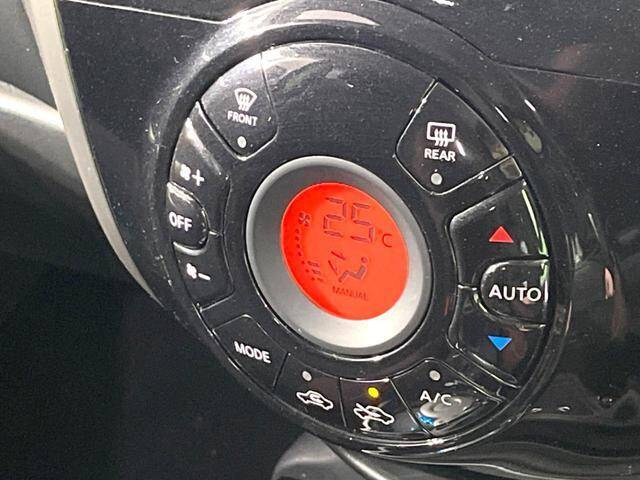 FRONT
REAR
+
OFF
-
25°C
MANUAL
AUTO
MODE
A/C